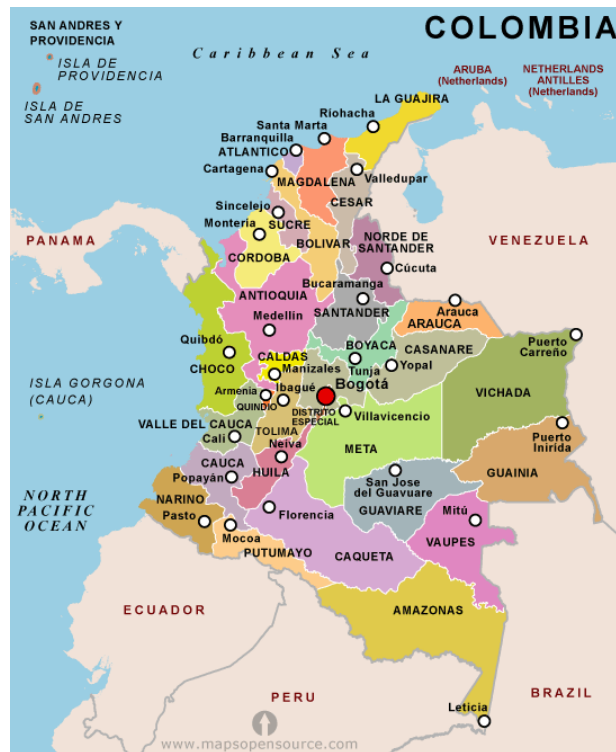 COLOMBIA
SAN ANDRES Y
PROVIDENCIA
ISLA DE
PROVIDENCIA
ISLA DE
SAN ANDRES
Caribbean Sea
ARUBA
(Netherlands)
NETHERLANDS
ANTILLES
(Netherlands)
LA GUAJIRA
Riohacha
Santa Marta
Barranquilla
ATLANTICO
Cartagena
MAGDALENA
Valledupar
CESAR
Sincelejo
SUCRE
Montería
BOLIVAR
CORDOBA
NORDE DE
SANTANDER
Cúcuta
PANAMA
VENEZUELA
ANTIOQUIA
Bucaramanga
SANTANDER
Medellín
Arauca
ARAUCA
Puerto
Carreño
BOYACA
CASANARE
Quibdó
CHOCO
CALDAS
Manizales
Tunja
Yopal
VICHADA
ISLA GORGONA
(CAUCA)
Armenia
Ibagué
Bogotá
QUINDIO
DISTRITO
ESPECIAL
Villavicencio
VALLE DEL CAUCA
Cali
TOLIMA
Neiva
META
Puerto
Inirida
CAUCA
Popayán
HUILA
San Jose
del Guavuare
GUAINIA
NORTH
PACIFIC
OCEAN
NARINO
Pasto
Florencia
GUAVIARE
Mitú
VAUPES
Mocoa
PUTUMAYO
CAQUETA
ECUADOR
AMAZONAS
PERU
BRAZIL
Leticia
www.mapsopensource.com